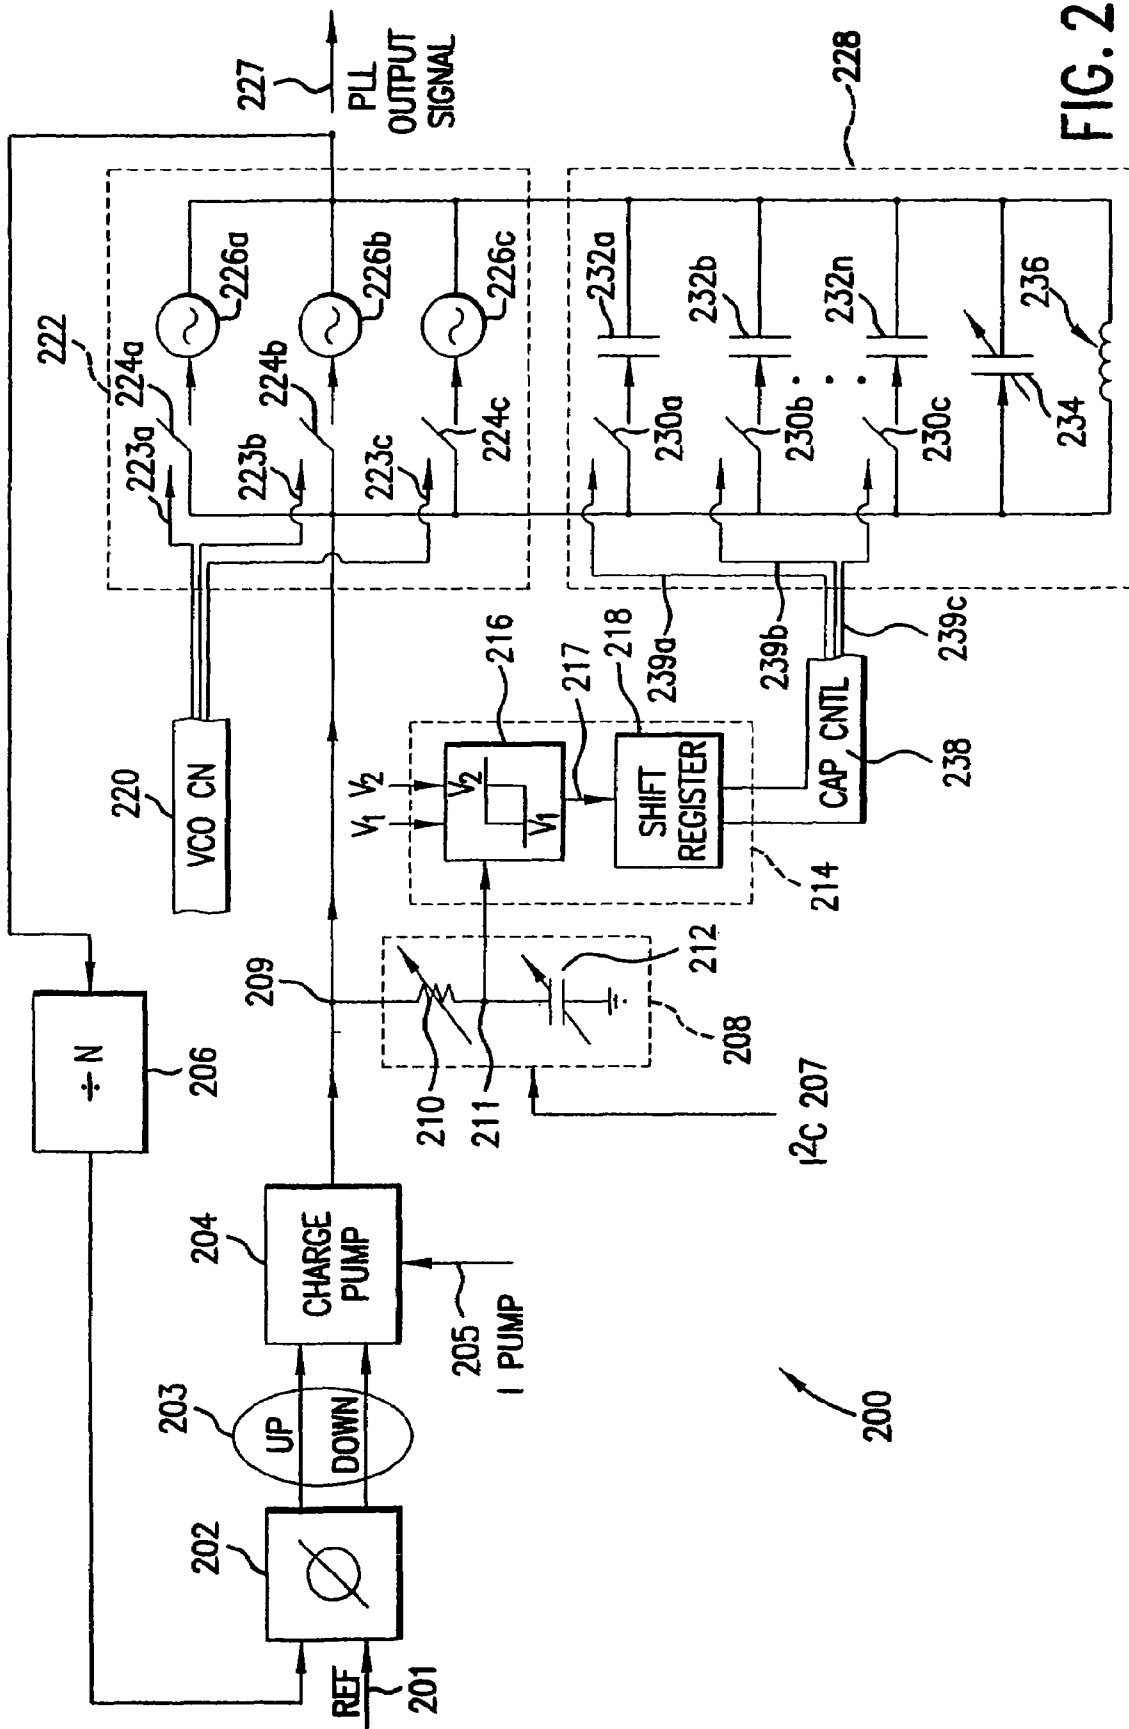 227
PLL
OUTPUT
SIGNAL
222
224a
226a
223a
224b
226b
223b
224c
226c
223c
220
VCO CN
÷ N
206
209
204
CHARGE
PUMP
205
I PUMP
203
UP
DOWN
202
REF
201
210
211
212
208
I²C 207
V1
V2
216
V2
V1
217
218
SHIFT
REGISTER
214
CAP CNTL
238
239a
239b
239c
228
232a
230a
232b
230b
232n
230c
234
236
200
FIG. 2